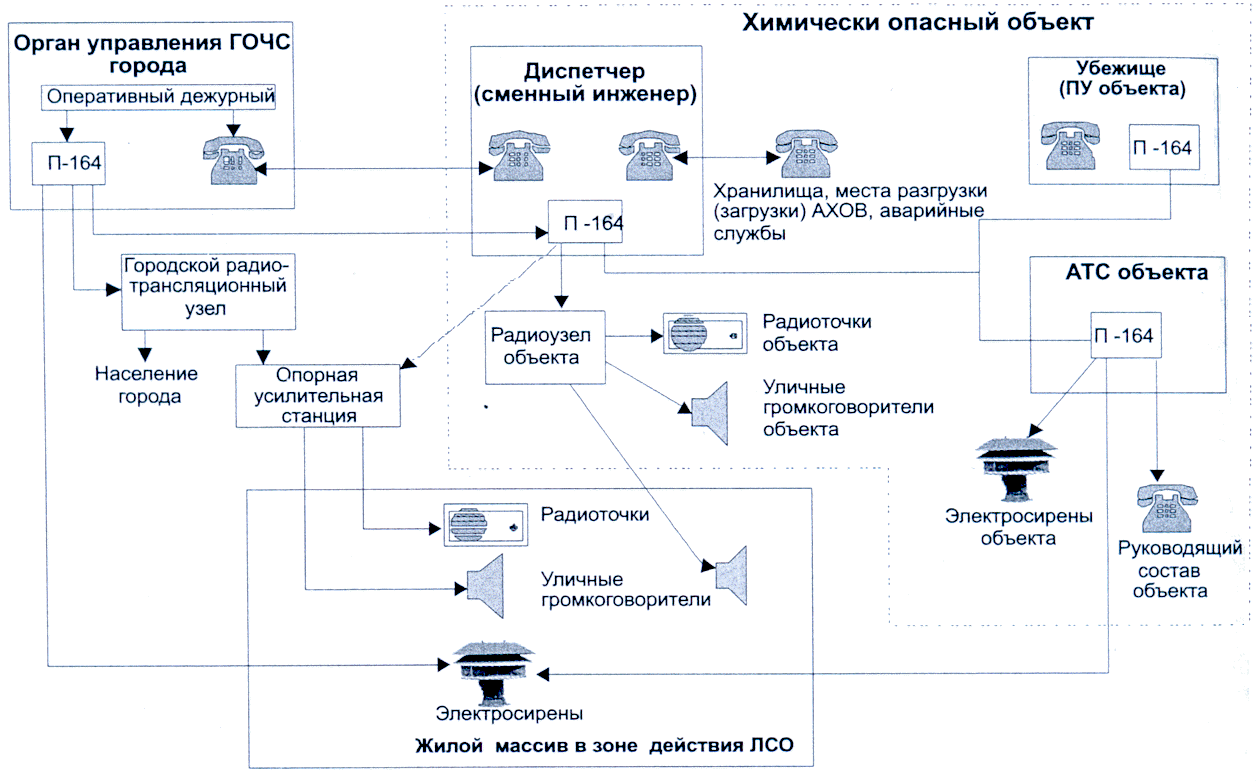 Химически опасный объект
Орган управления ГОЧС
города
Оперативный дежурный
П-164
Диспетчер
(сменный инженер)
П -164
Хранилища, места разгрузки
(загрузки) АХОВ, аварийные
службы
Убежище
(ПУ объекта)
П -164
Городской радио-
трансляционный
узел
Население
города
Опорная
усилительная
станция
Радиоузел
объекта
Радиоточки
объекта
Уличные
громкоговорители
объекта
АТС объекта
П -164
Электросирены
объекта
Руководящий
состав
объекта
Радиоточки
Уличные
громкоговорители
Электросирены
Жилой массив в зоне действия ЛСО